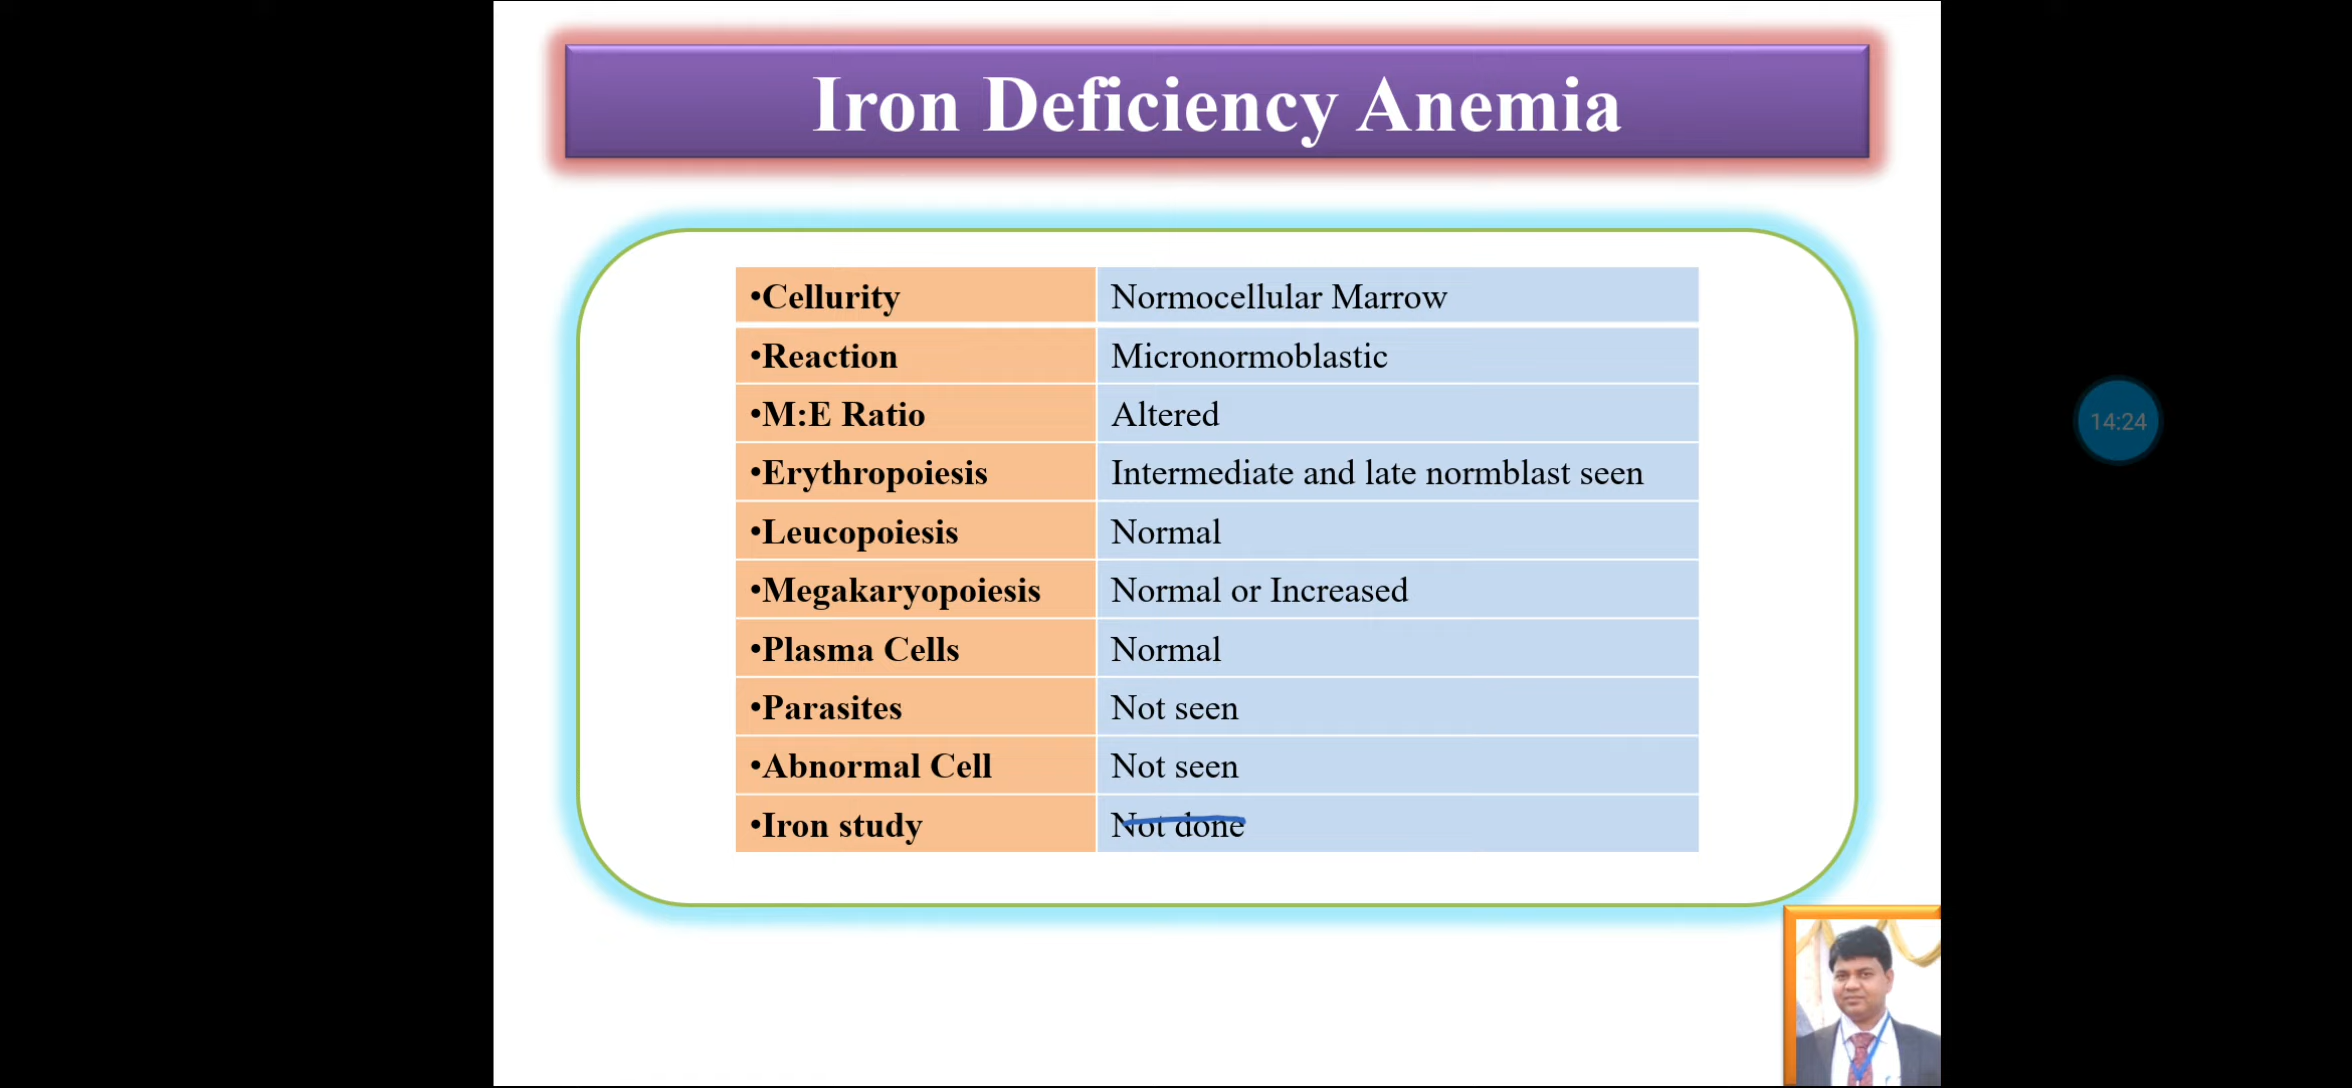 Iron Deficiency Anemia
•Cellurity Normocellular Marrow
•Reaction Micronormoblastic
•M:E Ratio Altered
•Erythropoiesis Intermediate and late normblast seen
•Leucopoiesis Normal
•Megakaryopoiesis Normal or Increased
•Plasma Cells Normal
•Parasites Not seen
•Abnormal Cell Not seen
•Iron study Not done
14:24